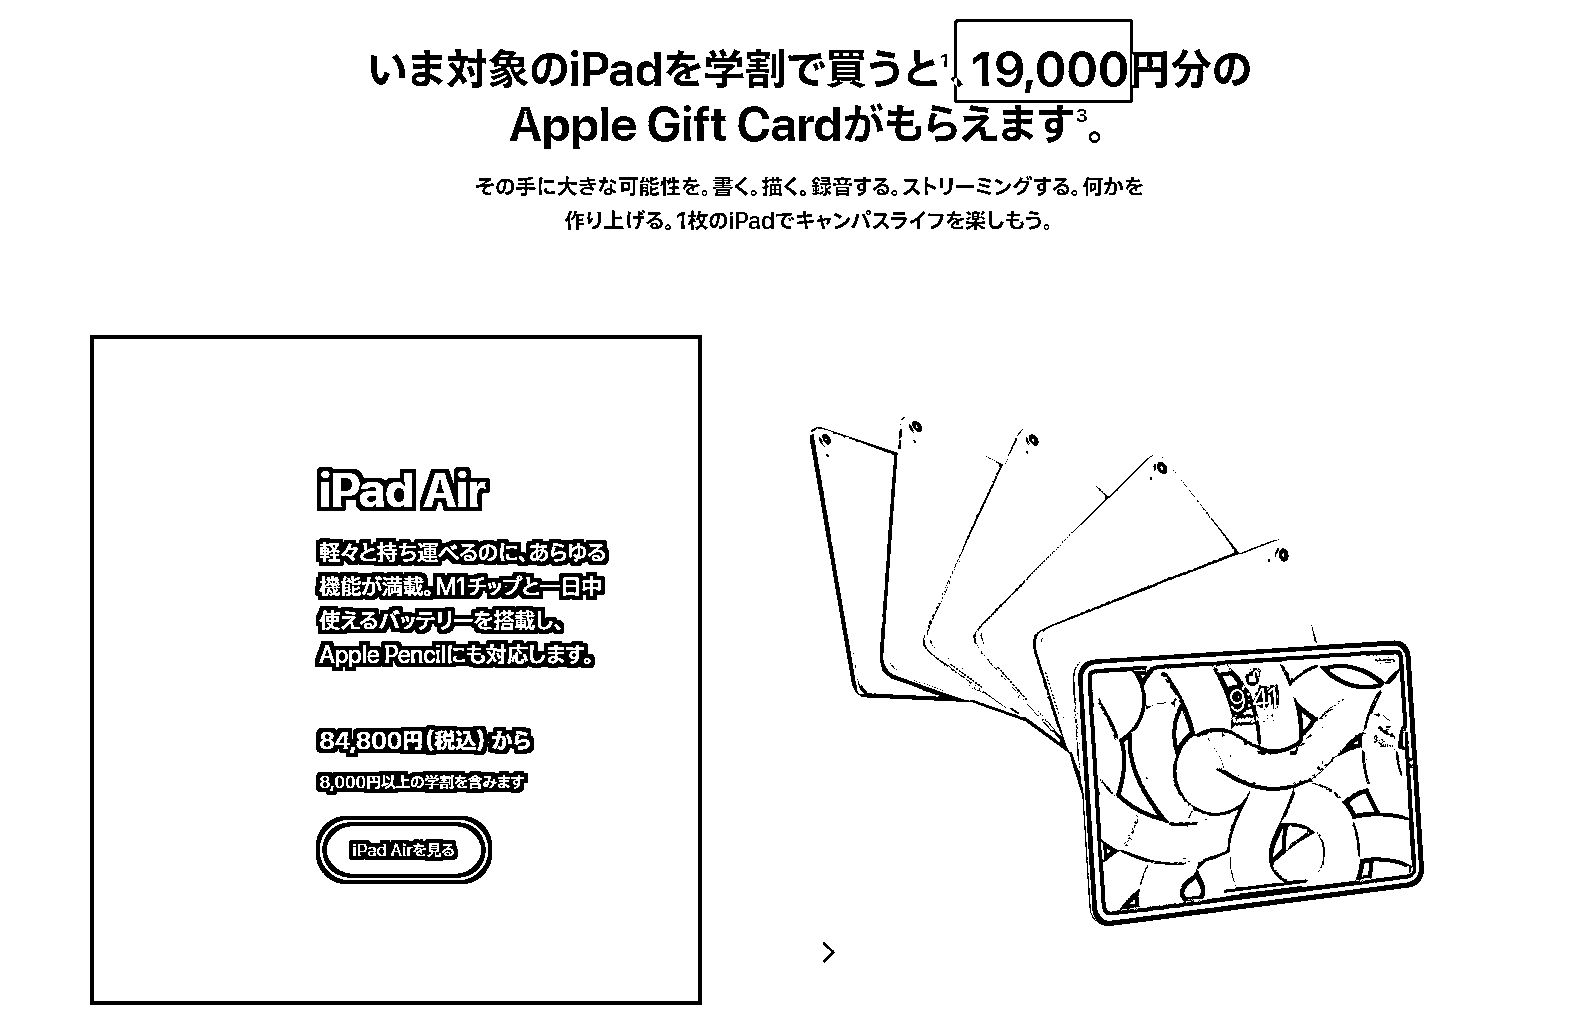 いま対象のiPadを学割で買うと¹、19,000円分の
Apple Gift Cardがもらえます³。
その手に大きな可能性を。書く。描く。録音する。ストリーミングする。何かを
作り上げる。1枚のiPadでキャンパスライフを楽しもう。
iPad Air
軽々と持ち運べるのに、あらゆる
機能が満載。M1チップと一日中
使えるバッテリーを搭載し、
Apple Pencilにも対応します。
84,800円(税込)から
8,000円以上の学割を含みます
iPad Airを見る
9:41